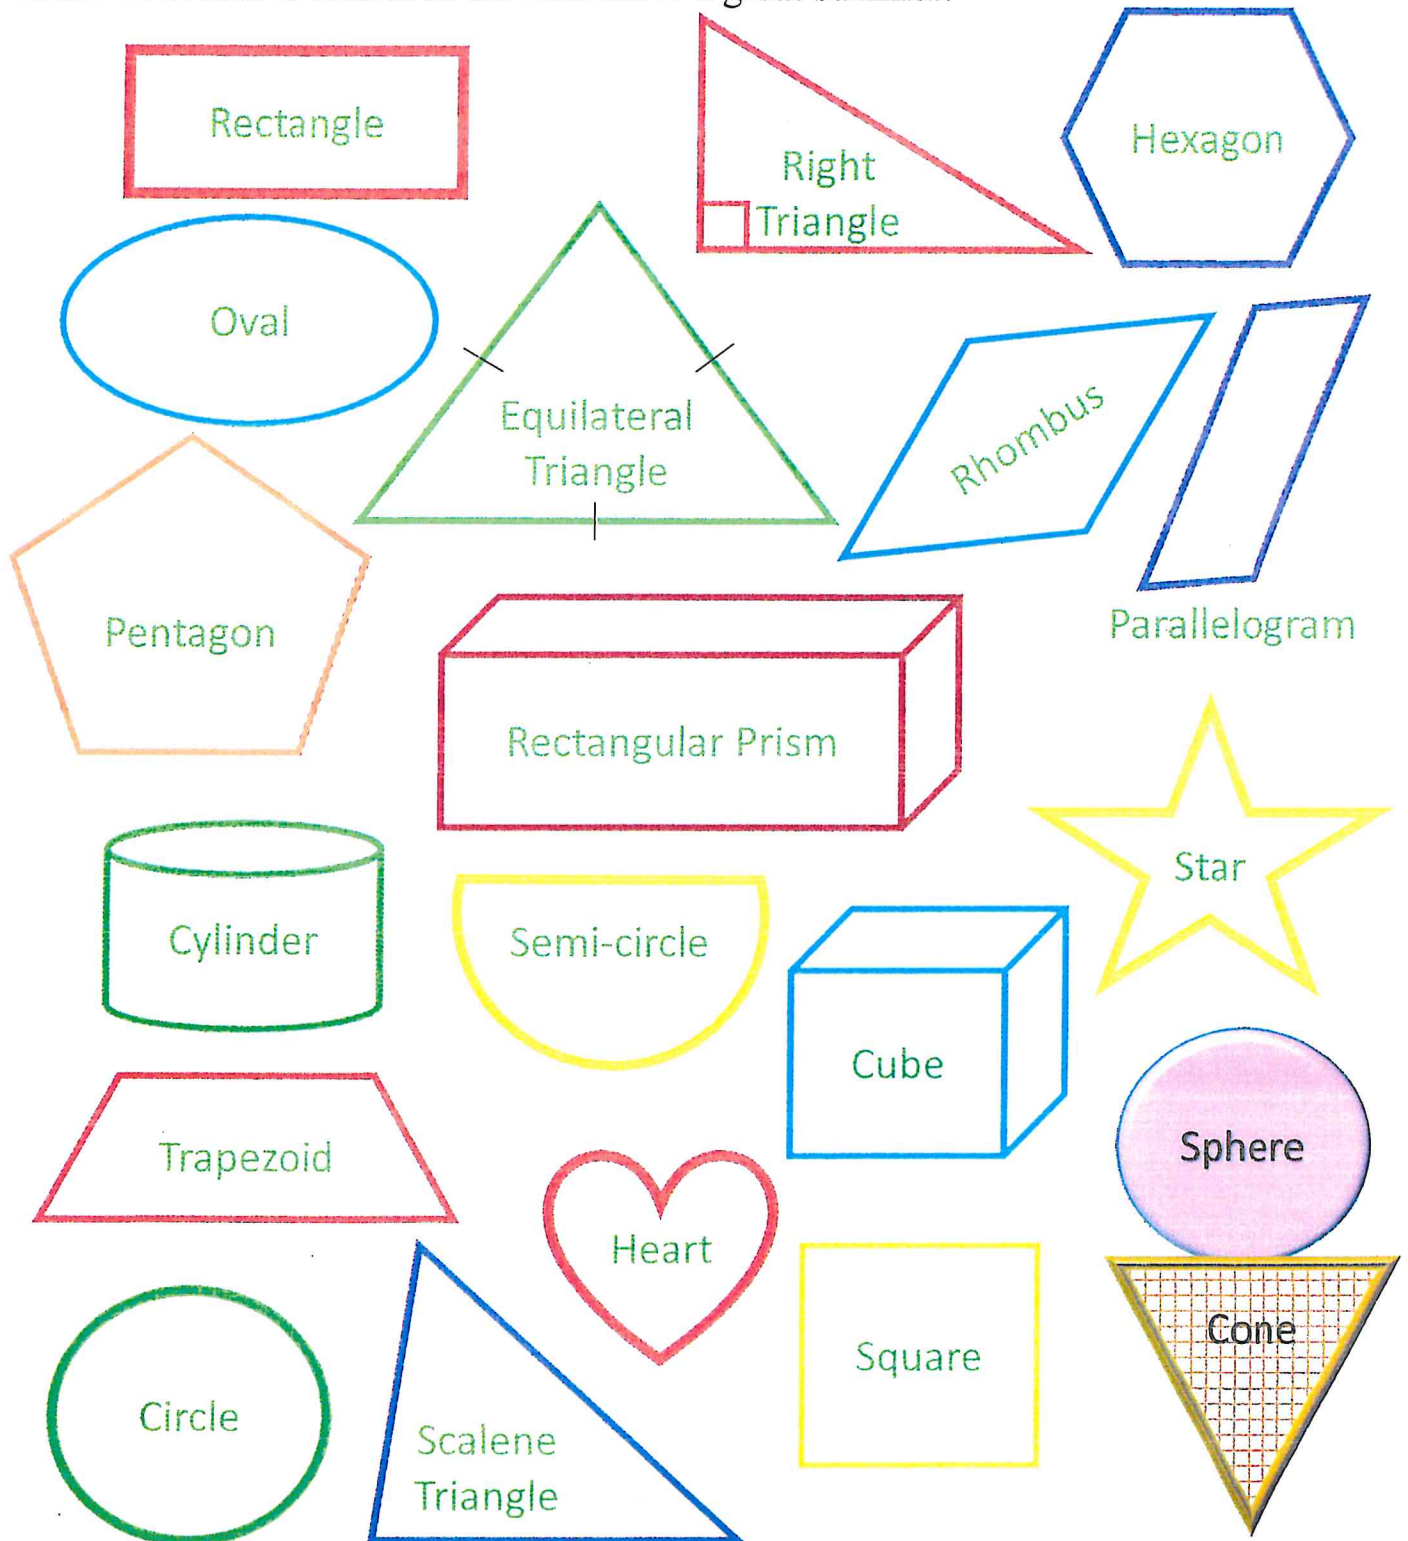 Rectangle
Right
Triangle
Hexagon
Oval
Equilateral
Triangle
Rhombus
Parallelogram
Pentagon
Rectangular Prism
Star
Cylinder
Semi-circle
Cube
Sphere
Trapezoid
Heart
Cone
Square
Circle
Scalene
Triangle